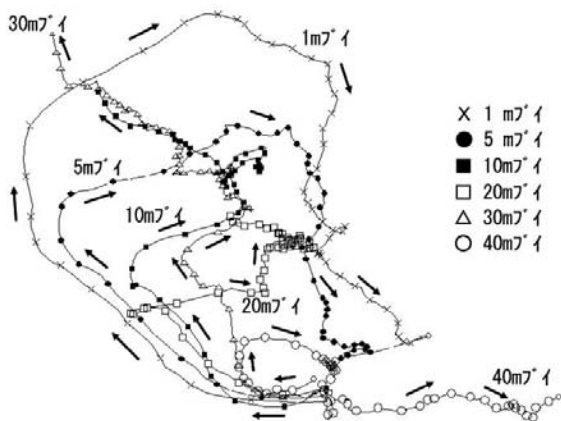 30mﾌﾞｲ
1mﾌﾞｲ
5mﾌﾞｲ
10mﾌﾞｲ
20mﾌﾞｲ
40mﾌﾞｲ
× 1 mﾌﾞｲ
● 5 mﾌﾞｲ
■ 10mﾌﾞｲ
□ 20mﾌﾞｲ
△ 30mﾌﾞｲ
○ 40mﾌﾞｲ